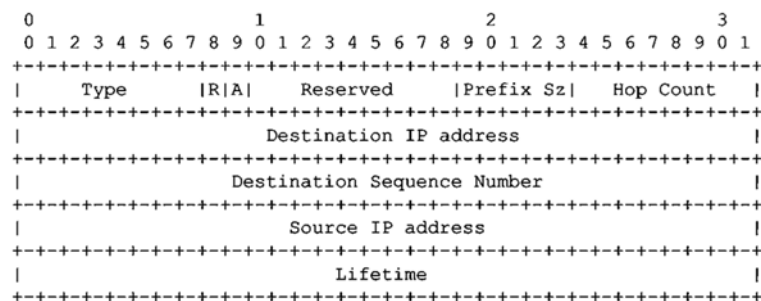 0                   1                   2                   3
0 1 2 3 4 5 6 7 8 9 0 1 2 3 4 5 6 7 8 9 0 1 2 3 4 5 6 7 8 9 0 1
+-+-+-+-+-+-+-+-+-+-+-+-+-+-+-+-+-+-+-+-+-+-+-+-+-+-+-+-+-+-+-+-+
|     Type      |R|A|    Reserved     |Prefix Sz|   Hop Count   |
+-+-+-+-+-+-+-+-+-+-+-+-+-+-+-+-+-+-+-+-+-+-+-+-+-+-+-+-+-+-+-+-+
|                     Destination IP address                    |
+-+-+-+-+-+-+-+-+-+-+-+-+-+-+-+-+-+-+-+-+-+-+-+-+-+-+-+-+-+-+-+-+
|                  Destination Sequence Number                  |
+-+-+-+-+-+-+-+-+-+-+-+-+-+-+-+-+-+-+-+-+-+-+-+-+-+-+-+-+-+-+-+-+
|                       Source IP address                       |
+-+-+-+-+-+-+-+-+-+-+-+-+-+-+-+-+-+-+-+-+-+-+-+-+-+-+-+-+-+-+-+-+
|                           Lifetime                            |
+-+-+-+-+-+-+-+-+-+-+-+-+-+-+-+-+-+-+-+-+-+-+-+-+-+-+-+-+-+-+-+-+